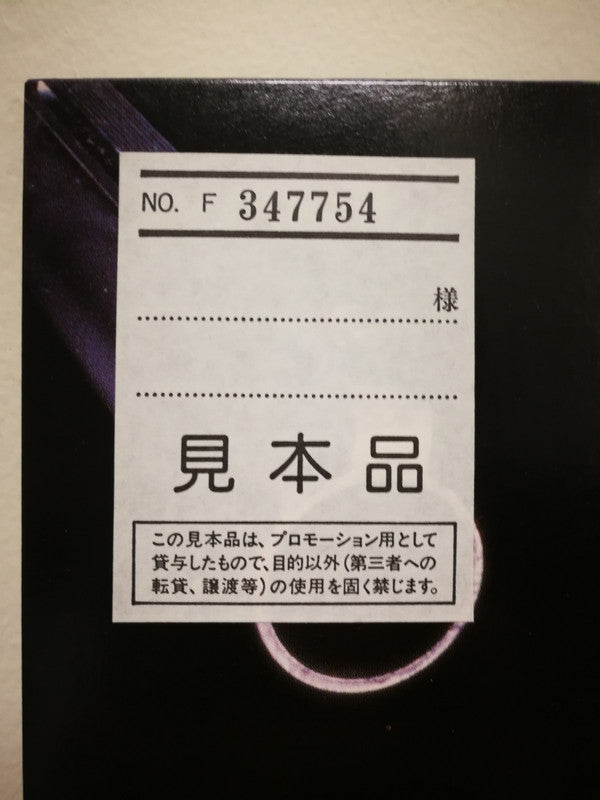 NO. F 347754
様
見本品
この見本品は、プロモーション用として
貸与したもので、目的以外（第三者への
転貸、譲渡等）の使用を固く禁じます。